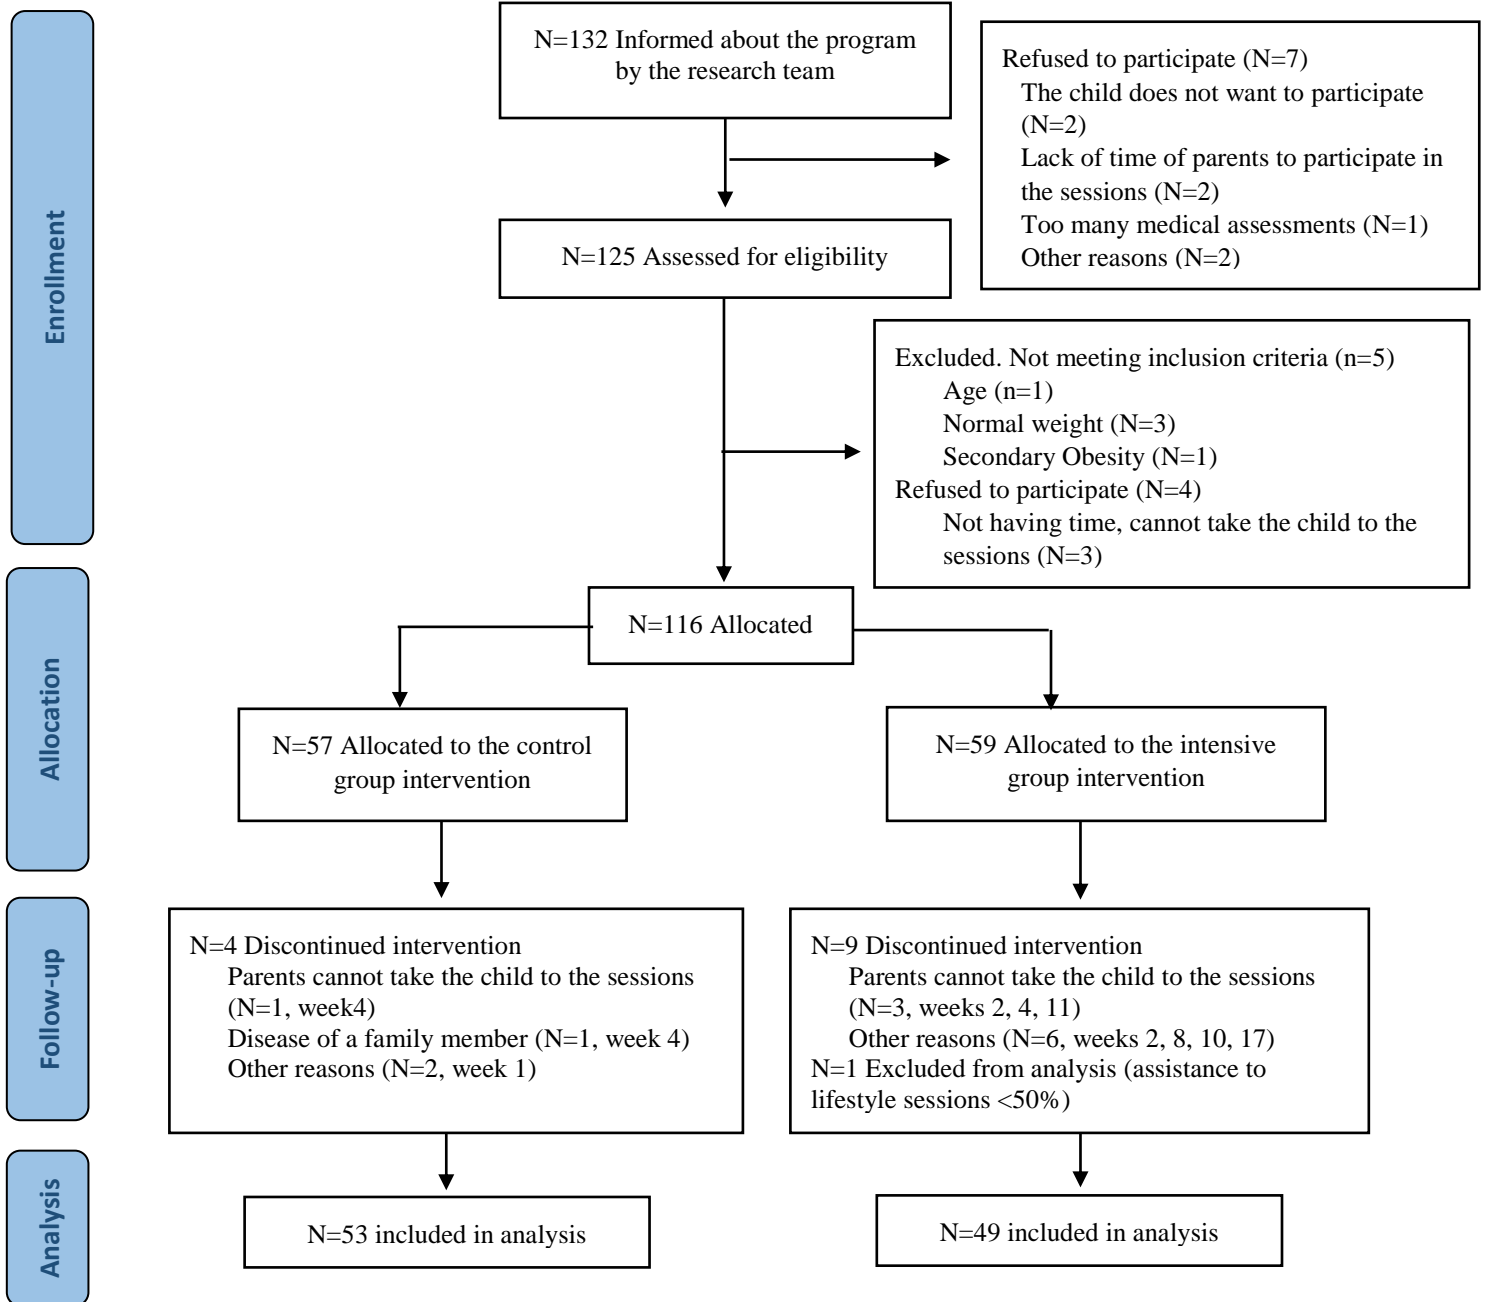 N=132 Informed about the program
by the research team
Refused to participate (N=7)
The child does not want to participate
(N=2)
Lack of time of parents to participate in
the sessions (N=2)
Too many medical assessments (N=1)
Other reasons (N=2)
Enrollment
N=125 Assessed for eligibility
Excluded. Not meeting inclusion criteria (n=5)
Age (n=1)
Normal weight (N=3)
Secondary Obesity (N=1)
Refused to participate (N=4)
Not having time, cannot take the child to the
sessions (N=3)
N=116 Allocated
Allocation
N=57 Allocated to the control
group intervention
N=59 Allocated to the intensive
group intervention
Follow-up
N=4 Discontinued intervention
Parents cannot take the child to the sessions
(N=1, week4)
Disease of a family member (N=1, week 4)
Other reasons (N=2, week 1)
N=9 Discontinued intervention
Parents cannot take the child to the sessions
(N=3, weeks 2, 4, 11)
Other reasons (N=6, weeks 2, 8, 10, 17)
N=1 Excluded from analysis (assistance to
lifestyle sessions <50%)
Analysis
N=53 included in analysis
N=49 included in analysis